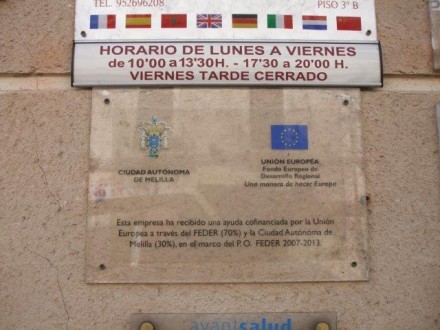 TEL. 952696208
PISO 3º B
HORARIO DE LUNES A VIERNES
de 10'00 a 13'30H. - 17'30 a 20'00 H.
VIERNES TARDE CERRADO
CIUDAD AUTÓNOMA
DE MELILLA
UNIÓN EUROPEA
Fondo Europeo de
Desarrollo Regional
Una manera de hacer Europa
Esta empresa ha recibido una ayuda cofinanciada por la Unión
Europea a través del FEDER (70%) y la Ciudad Autónoma de
Melilla (30%), en el marco del P.O. FEDER 2007-2013.
avantsalud